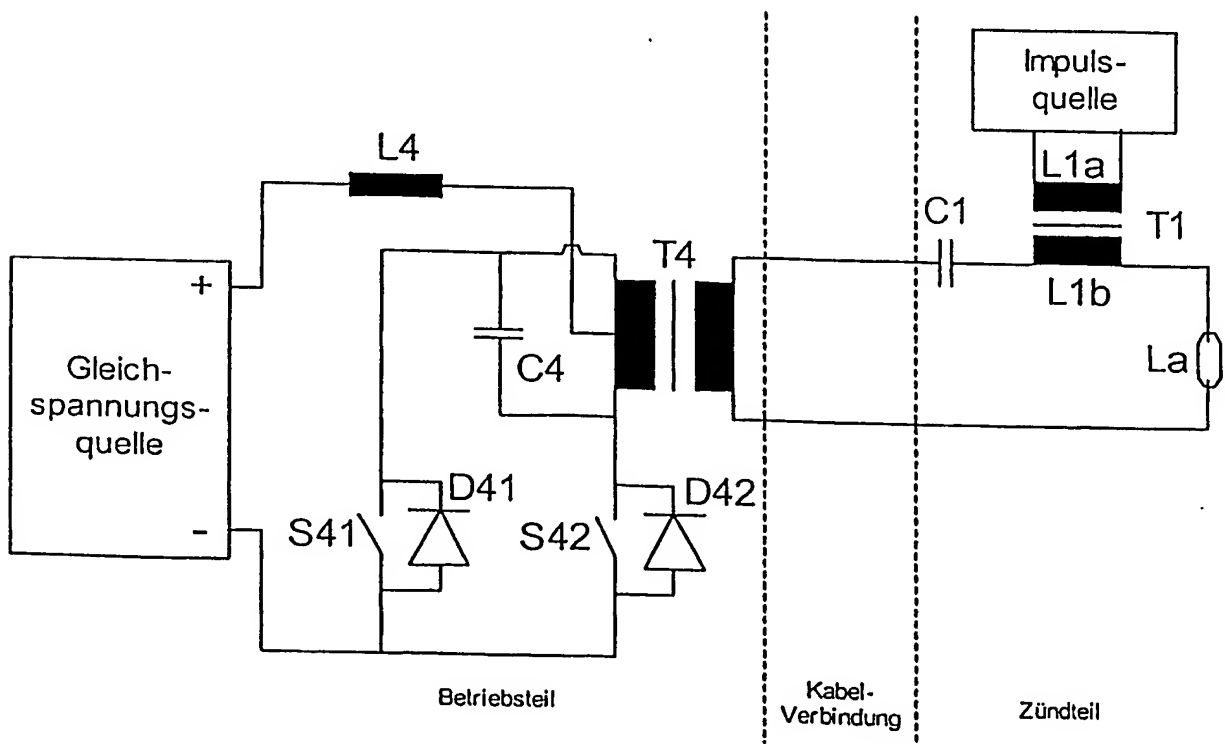 Impuls-
quelle
L4
L1a
C1
T1
T4
L1b
+
Gleich-
spannungs-
quelle
C4
La
-
D41
D42
S41
S42
Betriebsteil
Kabel-
Verbindung
Zündteil